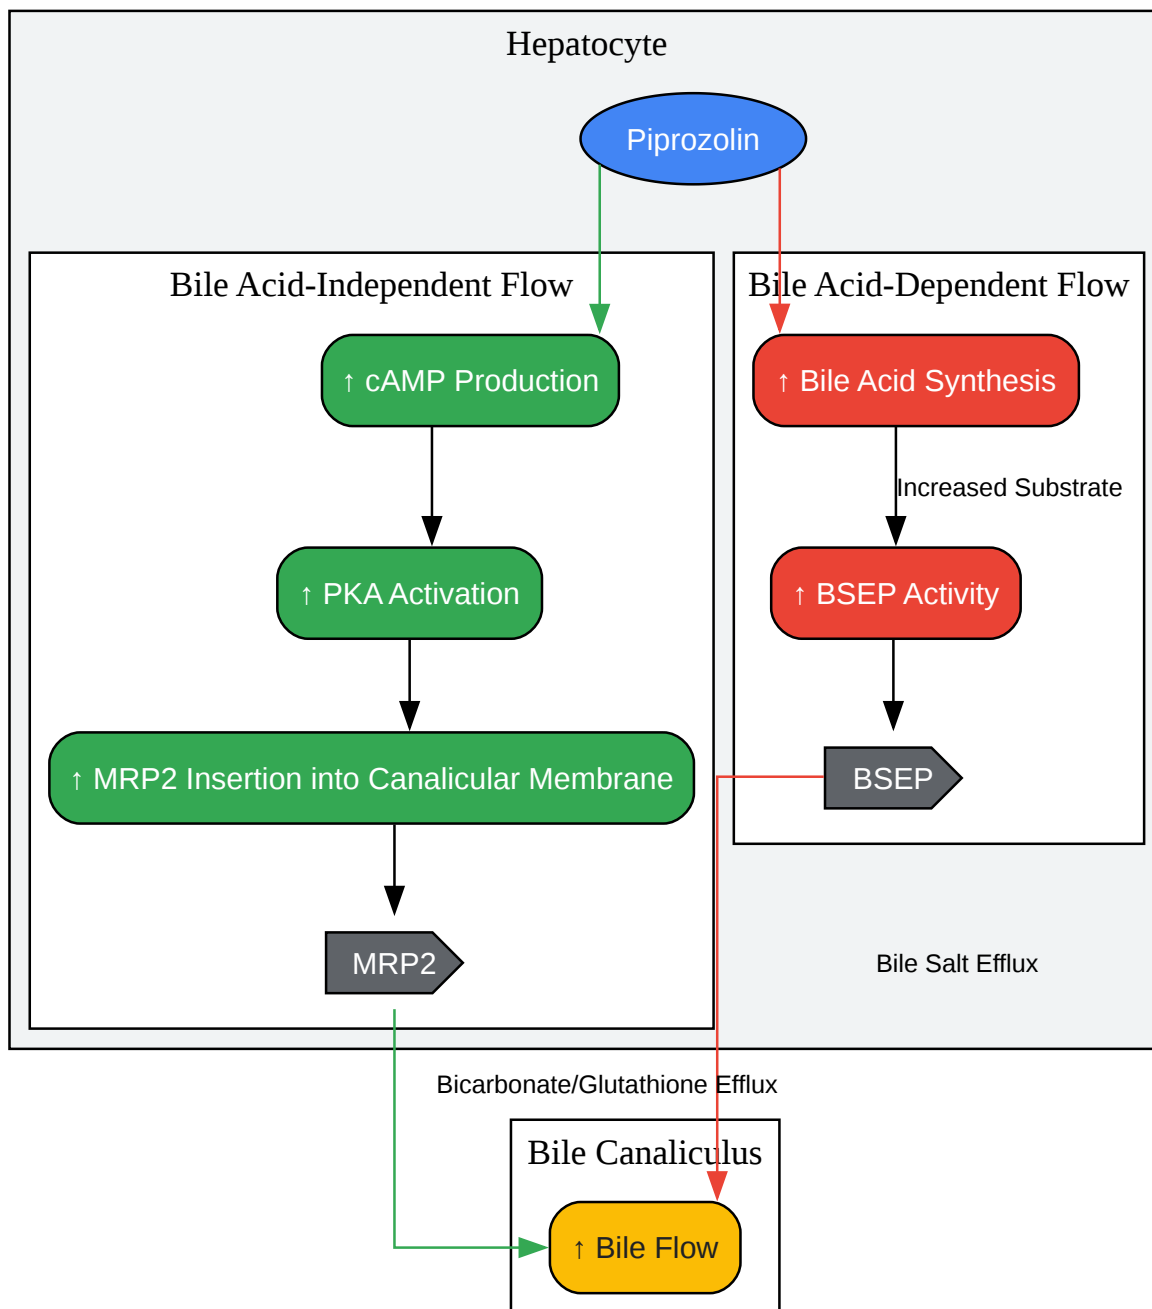 Hepatocyte
Piprozolin
Bile Acid-Independent Flow
Bile Acid-Dependent Flow
↑ cAMP Production
↑ Bile Acid Synthesis
Increased Substrate
↑ PKA Activation
↑ BSEP Activity
↑ MRP2 Insertion into Canalicular Membrane
BSEP
MRP2
Bile Salt Efflux
Bicarbonate/Glutathione Efflux
Bile Canaliculus
↑ Bile Flow